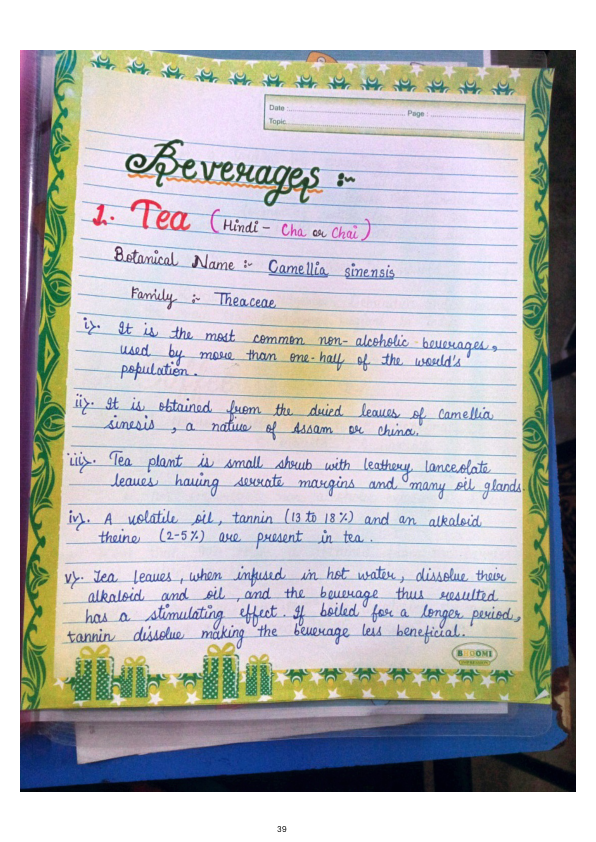 Date
Page :
Topic
Beverages :~
1. Tea (Hindi - Cha or Chai)
Botanical Name :- Camellia sinensis
Family :- Theaceae
i). It is the most common non-alcoholic beverages,
used by more than one-half of the world's
population.
ii). It is obtained from the dried leaves of camellia
sinesis, a native of Assam or china.
iii). Tea plant is small shrub with leathery lanceolate
leaves having serrate margins and many oil glands
iv). A volatile oil, tannin (13 to 18%) and an alkaloid
theine (2-5%) are present in tea.
v). Tea leaves, when infused in hot water, dissolve their
alkaloid and oil, and the beverage thus resulted
has a stimulating effect. If boiled for a longer period,
tannin dissolve making the beverage less beneficial.
BHOOMI
39